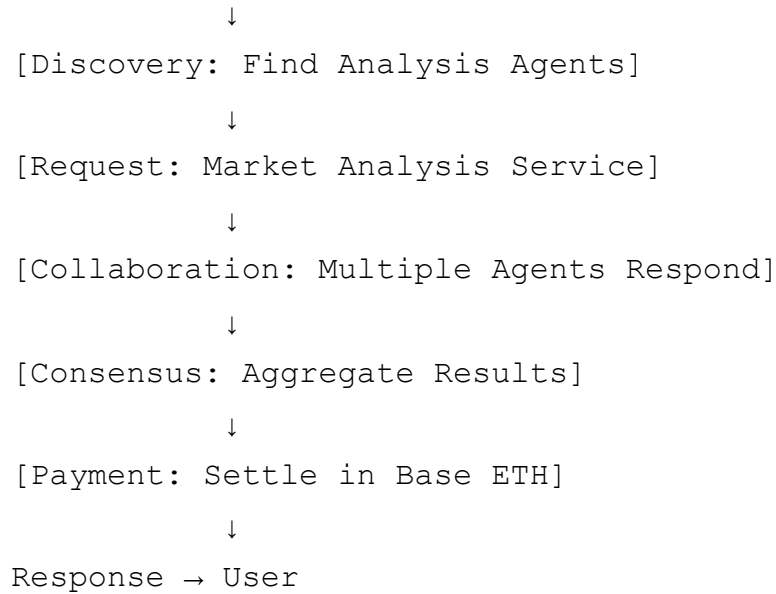 ↓
[Discovery: Find Analysis Agents]
↓
[Request: Market Analysis Service]
↓
[Collaboration: Multiple Agents Respond]
↓
[Consensus: Aggregate Results]
↓
[Payment: Settle in Base ETH]
↓
Response → User